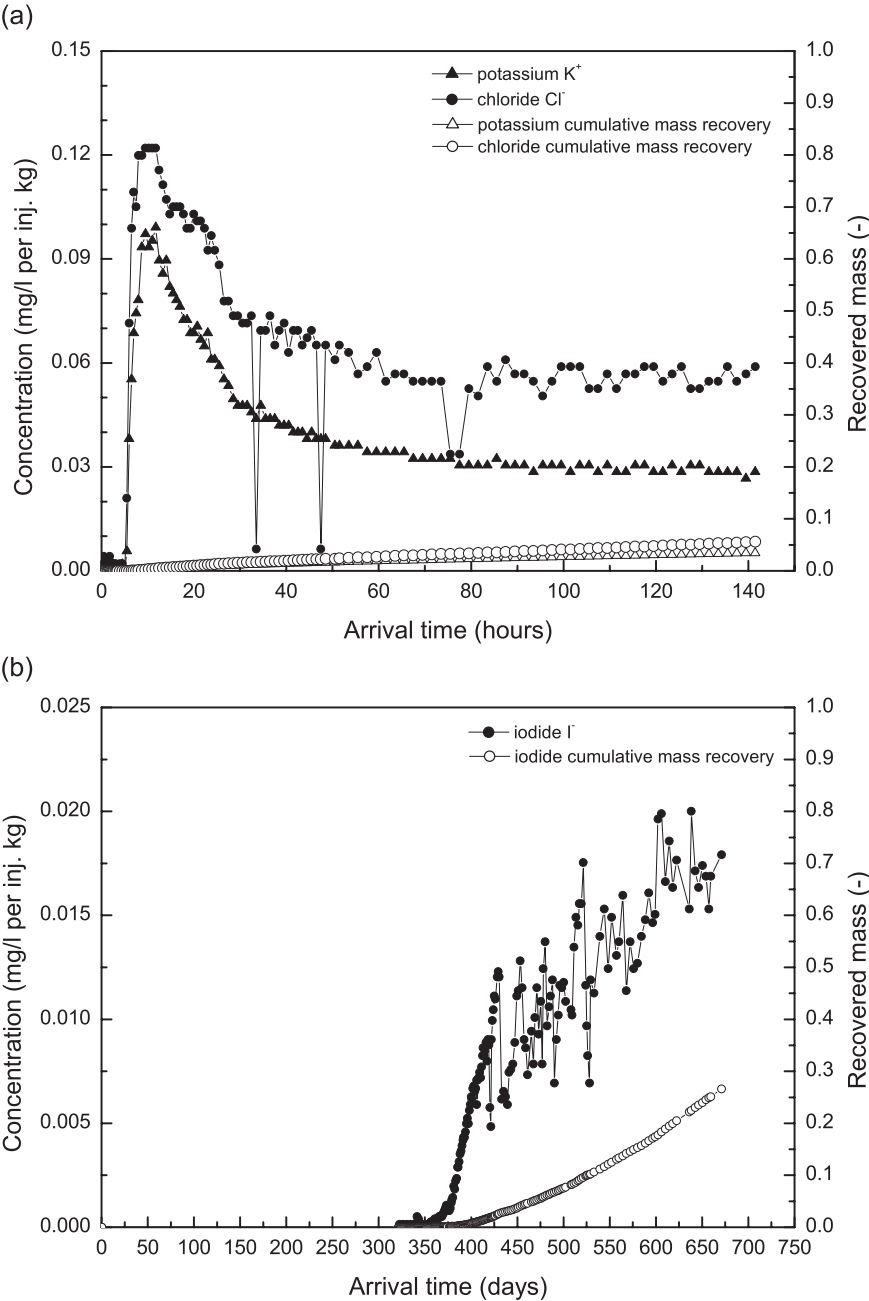 (a)
0.15
0.12
0.09
0.06
0.03
0.00
Concentration (mg/l per inj. kg)
potassium K⁺
chloride Cl⁻
potassium cumulative mass recovery
chloride cumulative mass recovery
1.0
0.9
0.8
0.7
0.6
0.5
0.4
0.3
0.2
0.1
0.0
Recovered mass (-)
0 20 40 60 80 100 120 140
Arrival time (hours)
(b)
0.025
0.020
0.015
0.010
0.005
0.000
Concentration (mg/l per inj. kg)
iodide I⁻
iodide cumulative mass recovery
1.0
0.9
0.8
0.7
0.6
0.5
0.4
0.3
0.2
0.1
0.0
Recovered mass (-)
0 50 100 150 200 250 300 350 400 450 500 550 600 650 700 750
Arrival time (days)